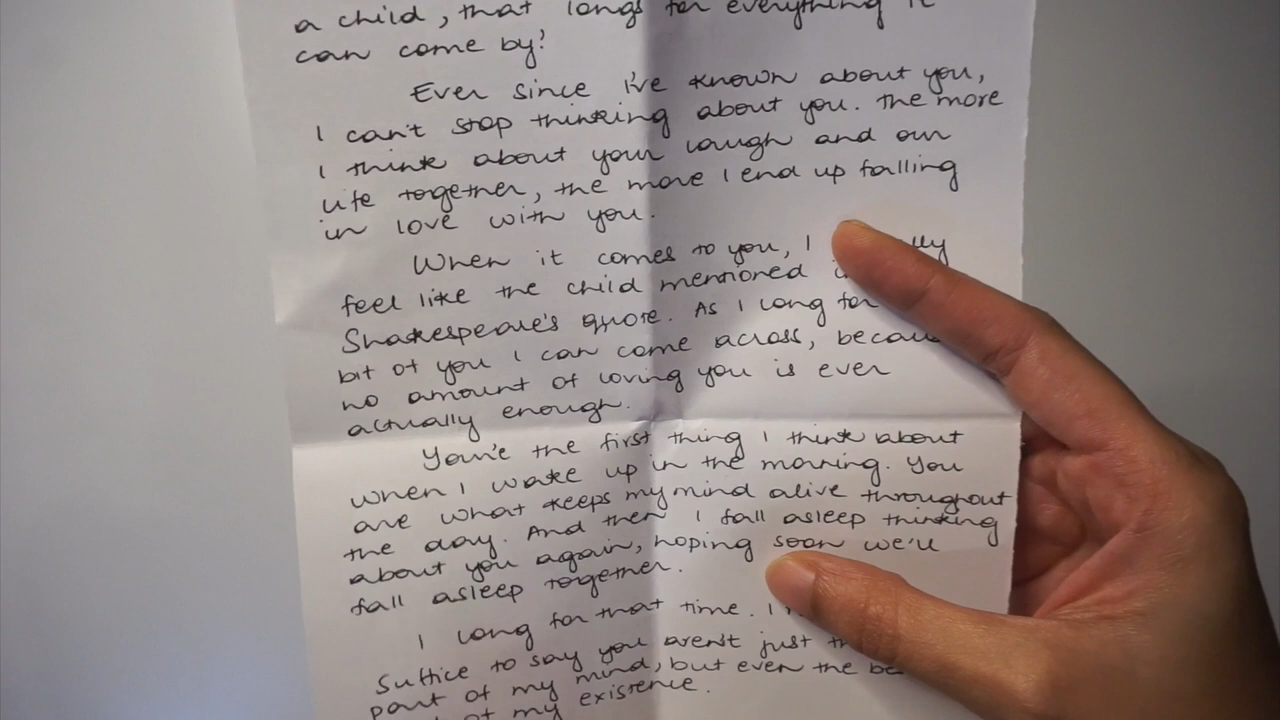 a child, that longs for everything it
can come by!
Ever since I've known about you,
I can't stop thinking about you. The more
I think about your laugh and our
life together, the more I end up falling
in love with you.
When it comes to you, I
feel like the child mentioned
Shakespeare's quote. As I long for
bit of you I can come across,
no amount of loving you is ever
actually enough.
You're the first thing I think about
when I wake up in the morning. You
are what keeps my mind alive throughout
the day. And then I fall asleep thinking
about you again, hoping soon we'll
fall asleep together.
I long for that time. I
Suffice to say you aren't just
part of my mind, but even the
of my existence.